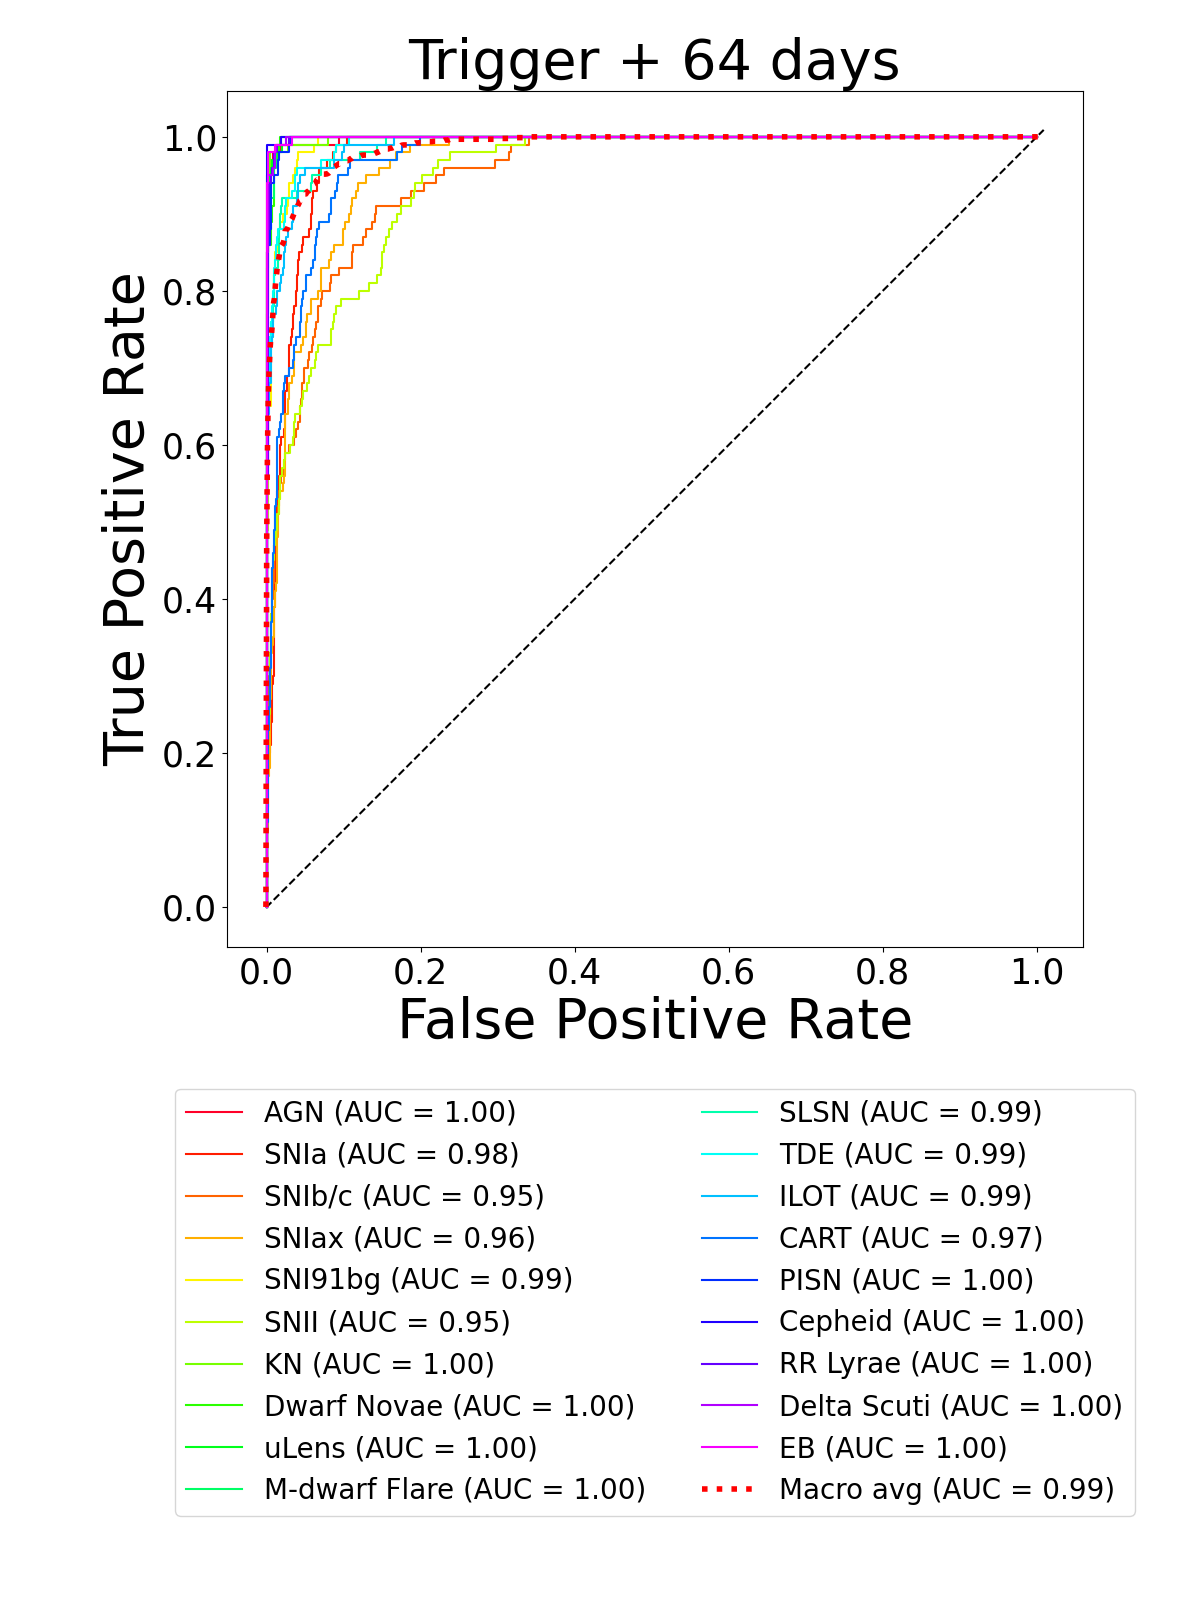 Trigger + 64 days
1.0
0.8
0.6
0.4
0.2
0.0
True Positive Rate
0.0 0.2 0.4 0.6 0.8 1.0
False Positive Rate
AGN (AUC = 1.00)
SNIa (AUC = 0.98)
SNIb/c (AUC = 0.95)
SNIax (AUC = 0.96)
SNI91bg (AUC = 0.99)
SNII (AUC = 0.95)
KN (AUC = 1.00)
Dwarf Novae (AUC = 1.00)
uLens (AUC = 1.00)
M-dwarf Flare (AUC = 1.00)
SLSN (AUC = 0.99)
TDE (AUC = 0.99)
ILOT (AUC = 0.99)
CART (AUC = 0.97)
PISN (AUC = 1.00)
Cepheid (AUC = 1.00)
RR Lyrae (AUC = 1.00)
Delta Scuti (AUC = 1.00)
EB (AUC = 1.00)
Macro avg (AUC = 0.99)